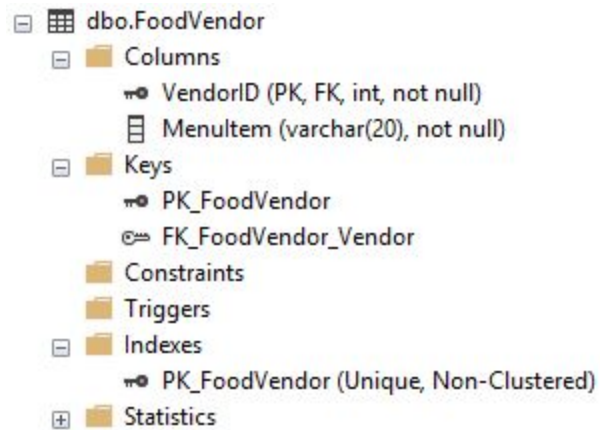 dbo.FoodVendor
Columns
VendorID (PK, FK, int, not null)
MenuItem (varchar(20), not null)
Keys
PK_FoodVendor
FK_FoodVendor_Vendor
Constraints
Triggers
Indexes
PK_FoodVendor (Unique, Non-Clustered)
Statistics